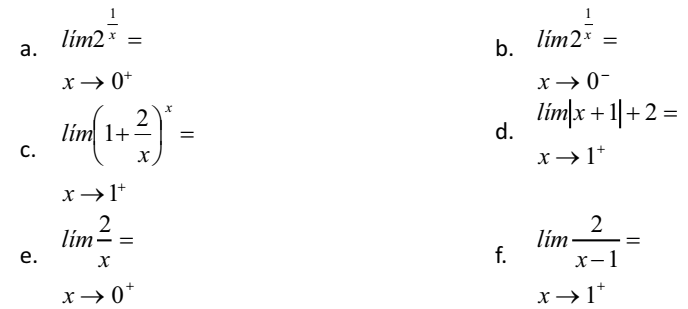 a. lím2^{1/x} =
x → 0⁺
b. lím2^{1/x} =
x → 0⁻
c. lím(1+2/x)^x =
x → 1⁺
d. lím|x+1|+2 =
x → 1⁺
e. lím 2/x =
x → 0⁺
f. lím 2/(x−1) =
x → 1⁺